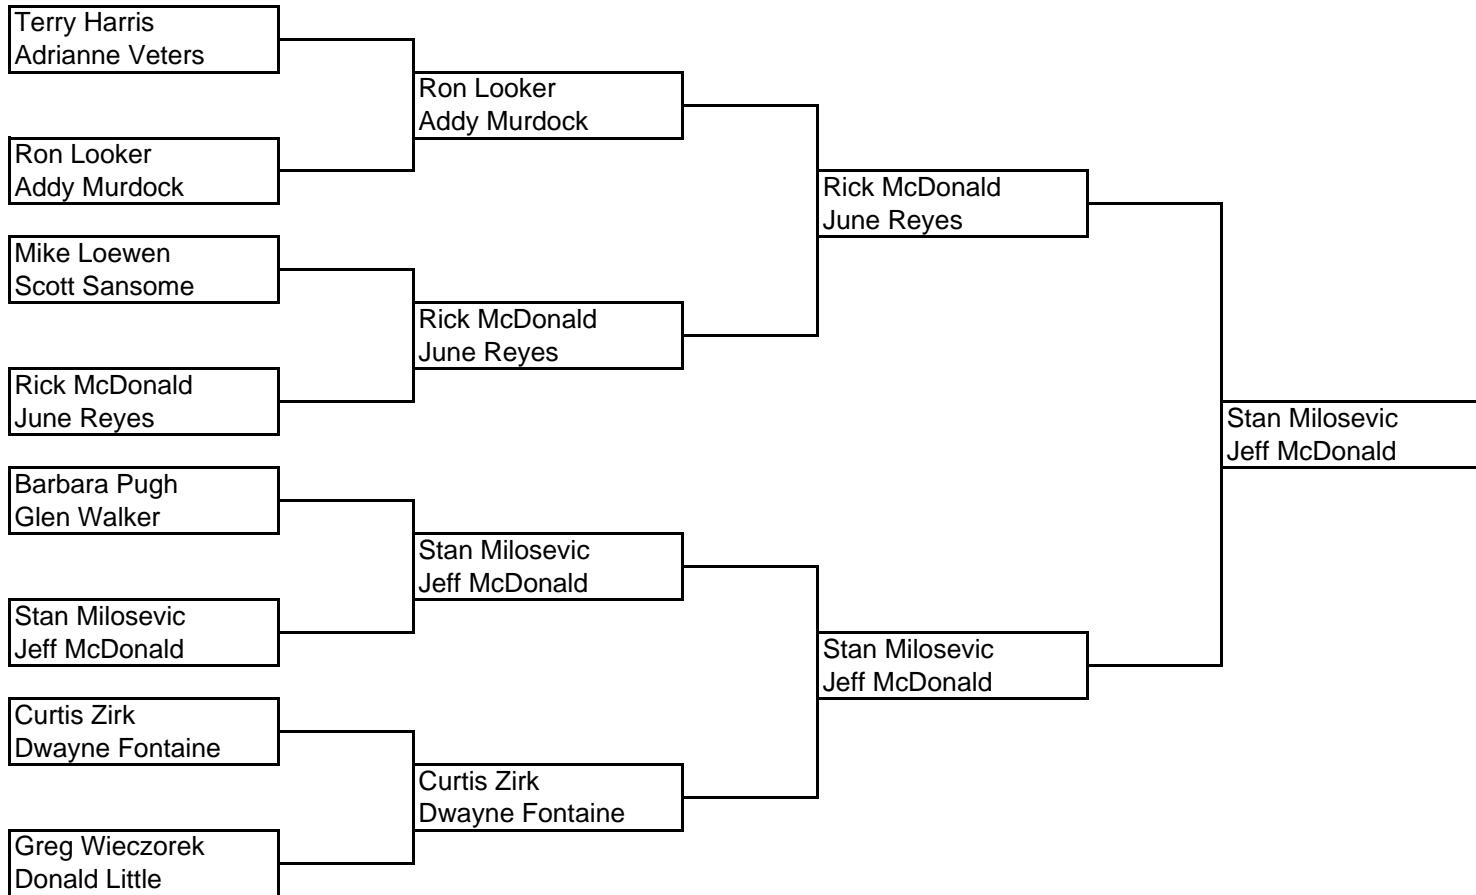 Terry Harris
Adrianne Veters
Ron Looker
Addy Murdock
Mike Loewen
Scott Sansome
Rick McDonald
June Reyes
Barbara Pugh
Glen Walker
Stan Milosevic
Jeff McDonald
Curtis Zirk
Dwayne Fontaine
Greg Wieczorek
Donald Little
Ron Looker
Addy Murdock
Rick McDonald
June Reyes
Stan Milosevic
Jeff McDonald
Curtis Zirk
Dwayne Fontaine
Rick McDonald
June Reyes
Stan Milosevic
Jeff McDonald
Stan Milosevic
Jeff McDonald